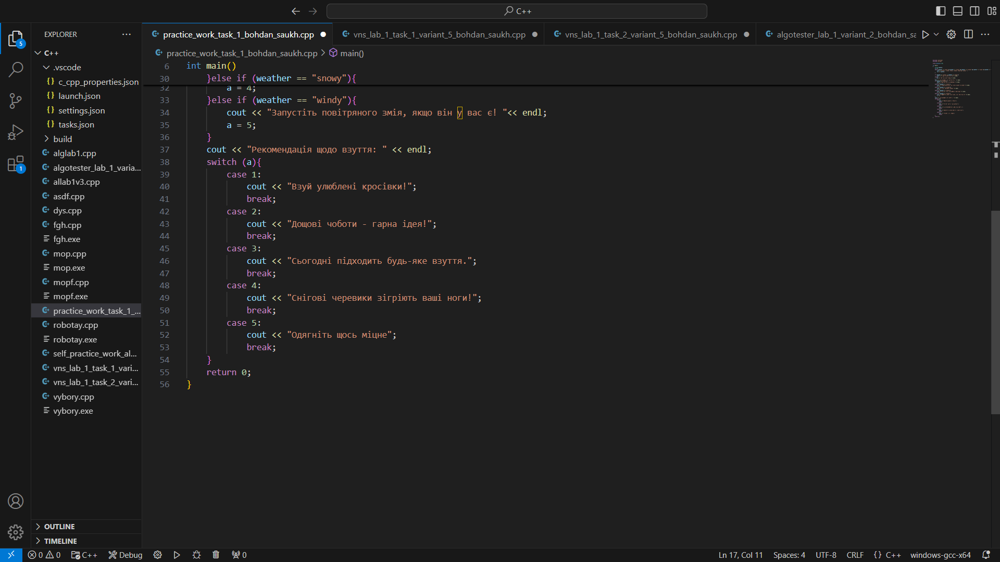 C++
EXPLORER
practice_work_task_1_bohdan_saukh.cpp
vns_lab_1_task_1_variant_5_bohdan_saukh.cpp
vns_lab_1_task_2_variant_5_bohdan_saukh.cpp
algotester_lab_1_variant_2_bohdan_sa
practice_work_task_1_bohdan_saukh.cpp > main()
5
1
C++
.vscode
c_cpp_properties.json
launch.json
settings.json
tasks.json
build
alglab1.cpp
algotester_lab_1_varia...
allab1v3.cpp
asdf.cpp
dys.cpp
fgh.cpp
fgh.exe
mop.cpp
mop.exe
mopf.cpp
mopf.exe
practice_work_task_1_...
robotay.cpp
robotay.exe
self_practice_work_al...
vns_lab_1_task_1_vari...
vns_lab_1_task_2_vari...
vybory.cpp
vybory.exe
OUTLINE
TIMELINE
6 int main()
30 }else if (weather == "snowy"){
32 a = 4;
33 }else if (weather == "windy"){
34 cout << "Запустіть повітряного змія, якщо він у вас є! "<< endl;
35 a = 5;
36 }
37 cout << "Рекомендація щодо взуття: " << endl;
38 switch (a){
39 case 1:
40 cout << "Взуй улюблені кросівки!";
41 break;
42 case 2:
43 cout << "Дощові чоботи - гарна ідея!";
44 break;
45 case 3:
46 cout << "Сьогодні підходить будь-яке взуття.";
47 break;
48 case 4:
49 cout << "Снігові черевики зігріють ваші ноги!";
50 break;
51 case 5:
52 cout << "Одягніть щось міцне";
53 break;
54 }
55 return 0;
56 }
0 0 C++ Debug 0 Ln 17, Col 11 Spaces: 4 UTF-8 CRLF {} C++ windows-gcc-x64